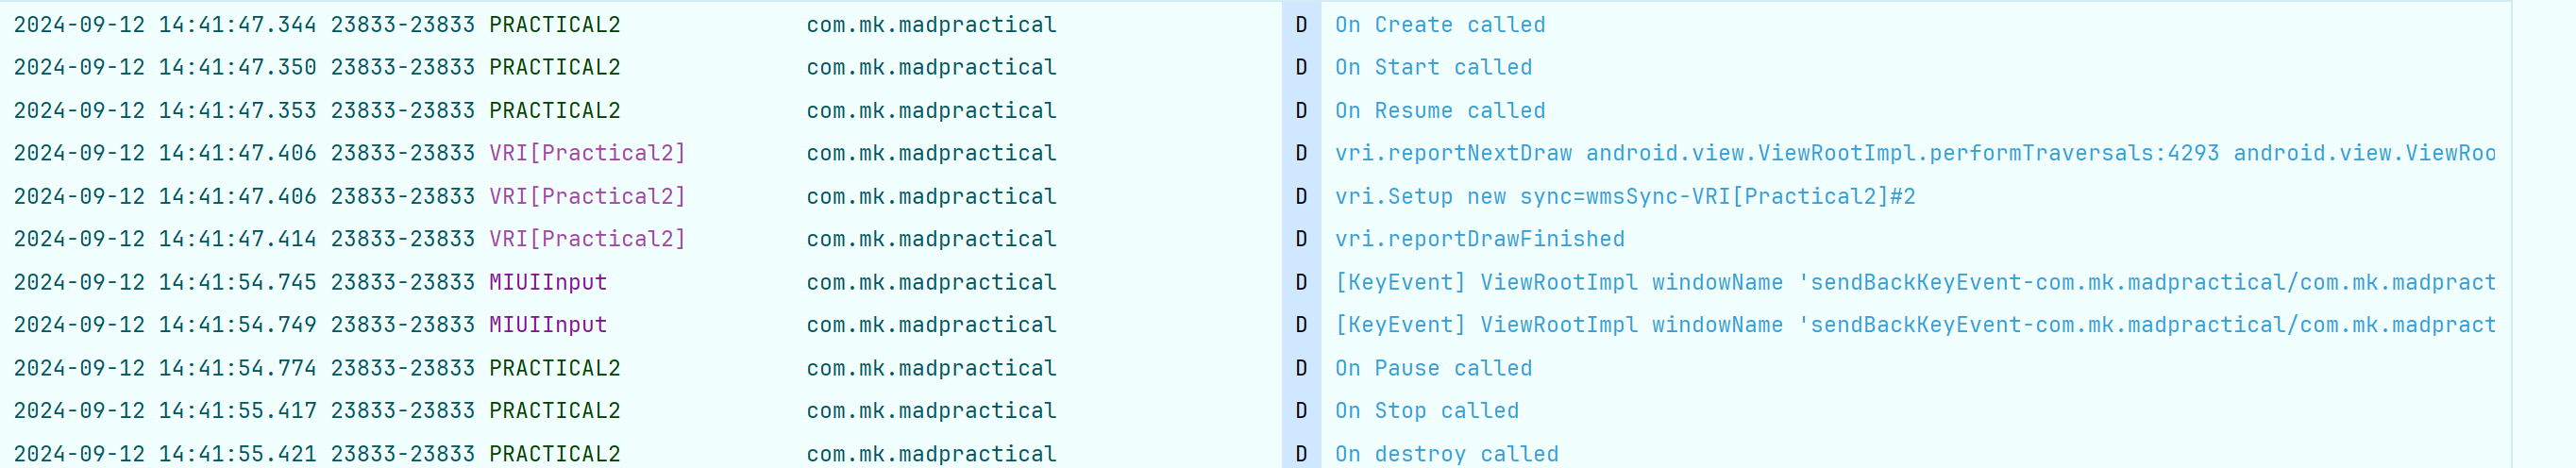 2024-09-12 14:41:47.344 23833-23833 PRACTICAL2 com.mk.madpractical D On Create called
2024-09-12 14:41:47.350 23833-23833 PRACTICAL2 com.mk.madpractical D On Start called
2024-09-12 14:41:47.353 23833-23833 PRACTICAL2 com.mk.madpractical D On Resume called
2024-09-12 14:41:47.406 23833-23833 VRI[Practical2] com.mk.madpractical D vri.reportNextDraw android.view.ViewRootImpl.performTraversals:4293 android.view.ViewRoo
2024-09-12 14:41:47.406 23833-23833 VRI[Practical2] com.mk.madpractical D vri.Setup new sync=wmsSync-VRI[Practical2]#2
2024-09-12 14:41:47.414 23833-23833 VRI[Practical2] com.mk.madpractical D vri.reportDrawFinished
2024-09-12 14:41:54.745 23833-23833 MIUIInput com.mk.madpractical D [KeyEvent] ViewRootImpl windowName 'sendBackKeyEvent-com.mk.madpractical/com.mk.madpract
2024-09-12 14:41:54.749 23833-23833 MIUIInput com.mk.madpractical D [KeyEvent] ViewRootImpl windowName 'sendBackKeyEvent-com.mk.madpractical/com.mk.madpract
2024-09-12 14:41:54.774 23833-23833 PRACTICAL2 com.mk.madpractical D On Pause called
2024-09-12 14:41:55.417 23833-23833 PRACTICAL2 com.mk.madpractical D On Stop called
2024-09-12 14:41:55.421 23833-23833 PRACTICAL2 com.mk.madpractical D On destroy called